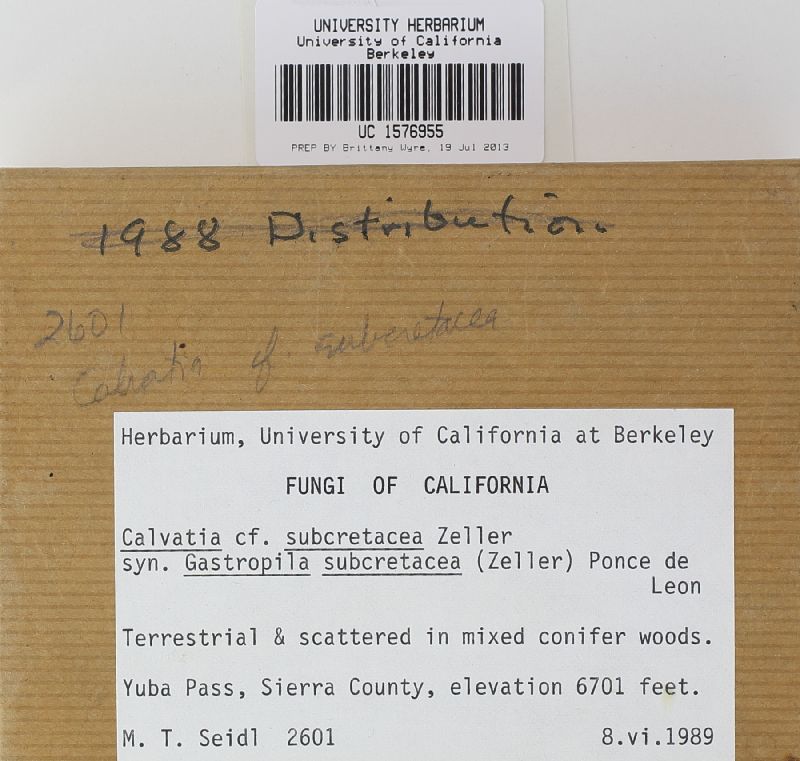 UNIVERSITY HERBARIUM
University of California
Berkeley
UC 1576955
PREP BY Brittany Wyre, 19 Jul 2013
1988 Distribution.
2601
Calvatia cf. subcretacea
Herbarium, University of California at Berkeley
FUNGI OF CALIFORNIA
Calvatia cf. subcretacea Zeller
syn. Gastropila subcretacea (Zeller) Ponce de
Leon
Terrestrial & scattered in mixed conifer woods.
Yuba Pass, Sierra County, elevation 6701 feet.
M. T. Seidl 2601 8.vi.1989